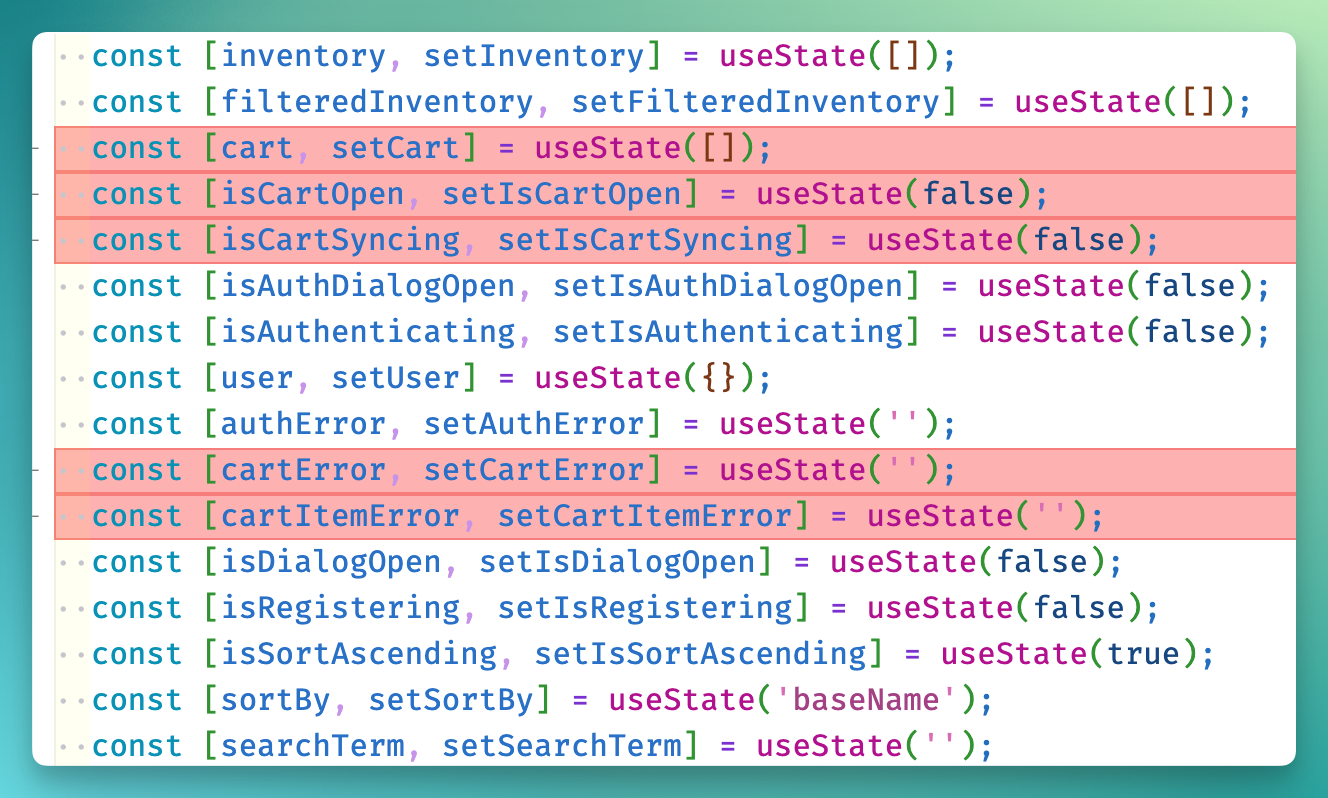 const [inventory, setInventory] = useState([]);
const [filteredInventory, setFilteredInventory] = useState([]);
const [cart, setCart] = useState([]);
const [isCartOpen, setIsCartOpen] = useState(false);
const [isCartSyncing, setIsCartSyncing] = useState(false);
const [isAuthDialogOpen, setIsAuthDialogOpen] = useState(false);
const [isAuthenticating, setIsAuthenticating] = useState(false);
const [user, setUser] = useState({});
const [authError, setAuthError] = useState('');
const [cartError, setCartError] = useState('');
const [cartItemError, setCartItemError] = useState('');
const [isDialogOpen, setIsDialogOpen] = useState(false);
const [isRegistering, setIsRegistering] = useState(false);
const [isSortAscending, setIsSortAscending] = useState(true);
const [sortBy, setSortBy] = useState('baseName');
const [searchTerm, setSearchTerm] = useState('');